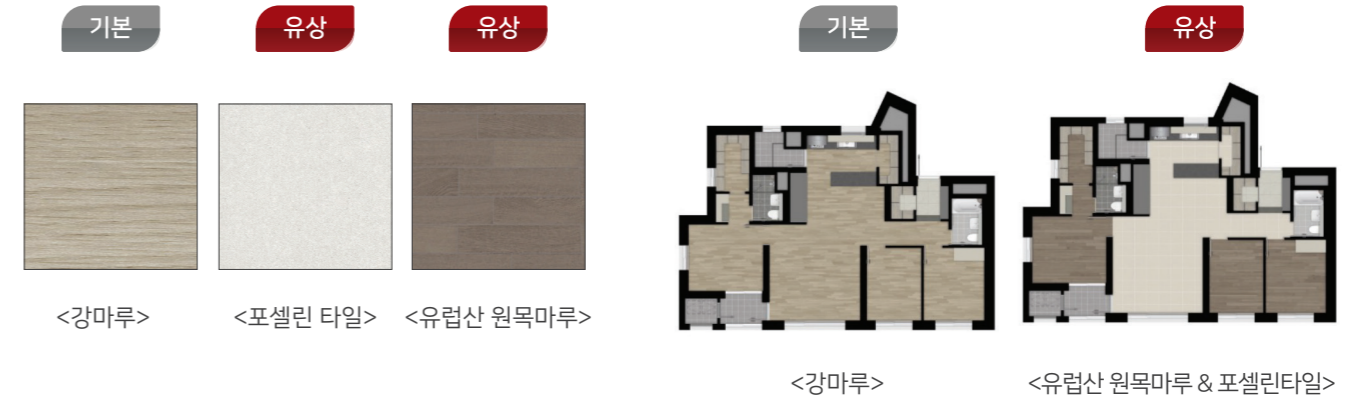 기본
유상
유상
기본
유상
<강마루>
<포셀린 타일>
<유럽산 원목마루>
<강마루>
<유럽산 원목마루 & 포셀린타일>